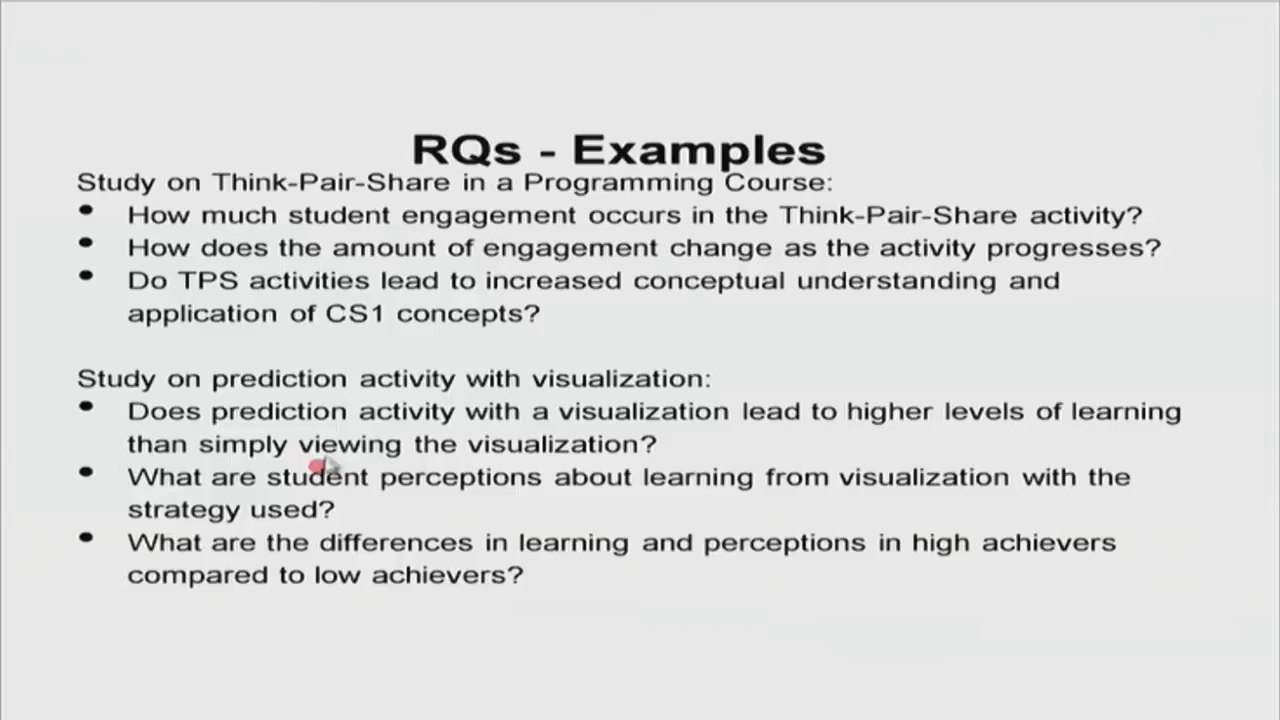 RQs - Examples
Study on Think-Pair-Share in a Programming Course:
• How much student engagement occurs in the Think-Pair-Share activity?
• How does the amount of engagement change as the activity progresses?
• Do TPS activities lead to increased conceptual understanding and
application of CS1 concepts?
Study on prediction activity with visualization:
• Does prediction activity with a visualization lead to higher levels of learning
than simply viewing the visualization?
• What are student perceptions about learning from visualization with the
strategy used?
• What are the differences in learning and perceptions in high achievers
compared to low achievers?